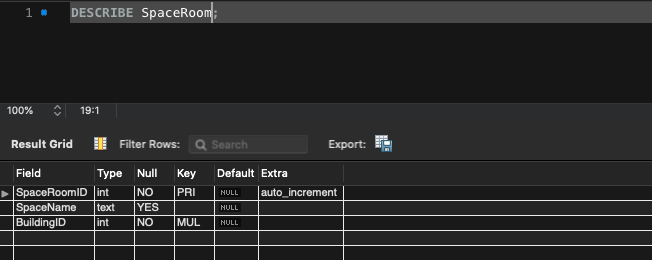 1 DESCRIBE SpaceRoom;
100% 19:1
Result Grid Filter Rows: Search Export:
Field Type Null Key Default Extra
SpaceRoomID int NO PRI NULL auto_increment
SpaceName text YES NULL
BuildingID int NO MUL NULL